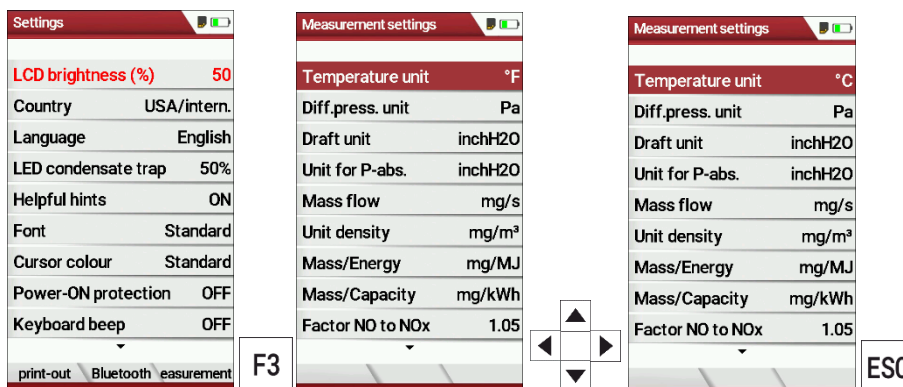 Settings
LCD brightness (%) 50
Country USA/intern.
Language English
LED condensate trap 50%
Helpful hints ON
Font Standard
Cursor colour Standard
Power-ON protection OFF
Keyboard beep OFF
print-out Bluetooth easurement
F3
Measurement settings
Temperature unit °F
Diff.press. unit Pa
Draft unit inchH2O
Unit for P-abs. inchH2O
Mass flow mg/s
Unit density mg/m³
Mass/Energy mg/MJ
Mass/Capacity mg/kWh
Factor NO to NOx 1.05
Measurement settings
Temperature unit °C
Diff.press. unit Pa
Draft unit inchH2O
Unit for P-abs. inchH2O
Mass flow mg/s
Unit density mg/m³
Mass/Energy mg/MJ
Mass/Capacity mg/kWh
Factor NO to NOx 1.05
ESC